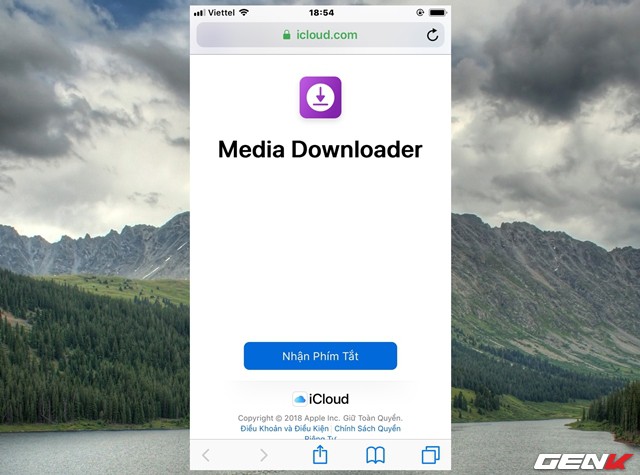 Viettel 18:54
icloud.com
Media Downloader
Nhận Phím Tắt
iCloud
Copyright © 2018 Apple Inc. Giữ Toàn Quyền.
Điều Khoản và Điều Kiện | Chính Sách Quyền
Riêng Tư
GENK